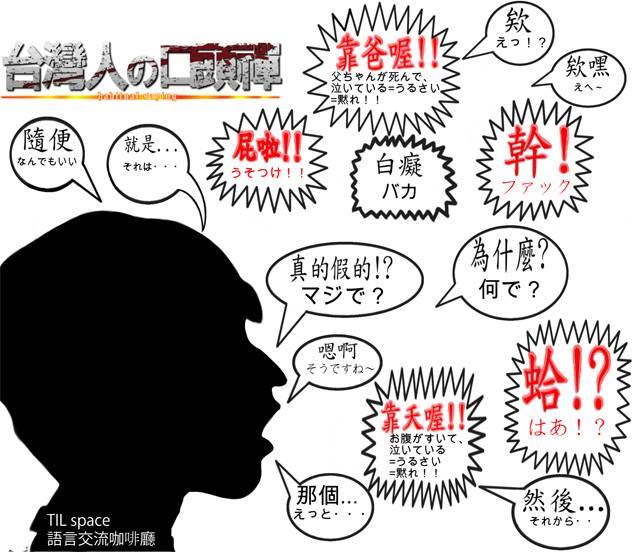 台灣人の口頭禪
habitual saying
靠爸喔!!
父ちゃんが死んで、
泣いている=うるさい
=黙れ！！
欸
えっ！？
欸嘿
えへ~
隨便
なんでもいい
就是...
それは・・・
屁啦!!
うそつけ！！
白癡
バカ
幹!
ファック
真的假的!?
マジで？
為什麼?
何で？
嗯啊
そうですね~
蛤!?
はあ！？
靠夭喔!!
お腹がすいて、
泣いている
=うるさい
=黙れ！！
那個...
えっと・・・
然後...
それから・・
TIL space
語言交流咖啡廳